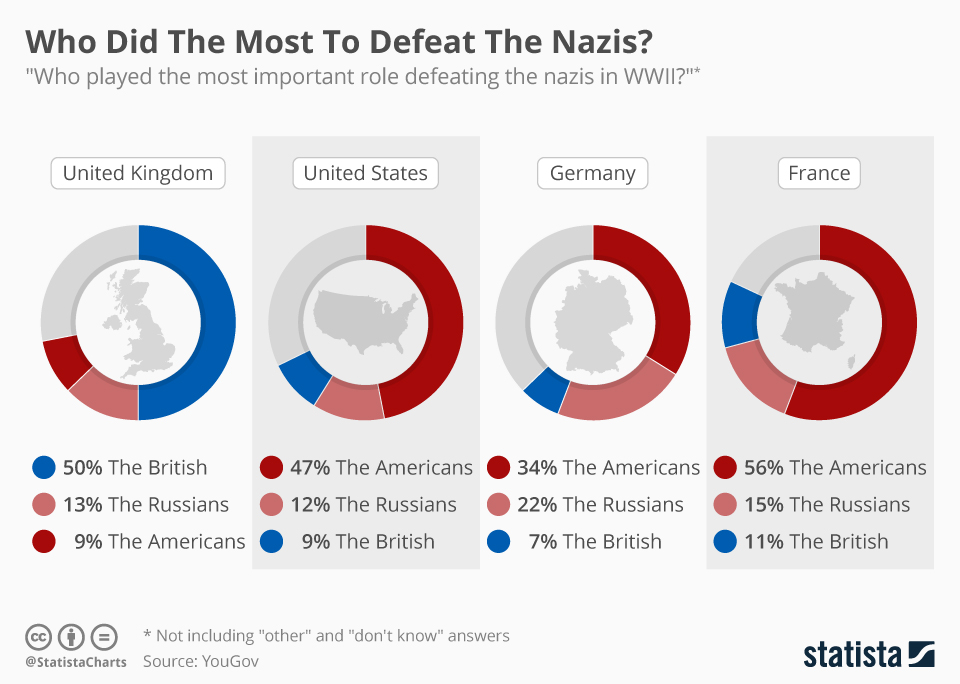 Who Did The Most To Defeat The Nazis?
"Who played the most important role defeating the nazis in WWII?"*
United Kingdom
United States
Germany
France
50% The British
13% The Russians
9% The Americans
47% The Americans
12% The Russians
9% The British
34% The Americans
22% The Russians
7% The British
56% The Americans
15% The Russians
11% The British
cc
@StatistaCharts
* Not including "other" and "don't know" answers
Source: YouGov
statista